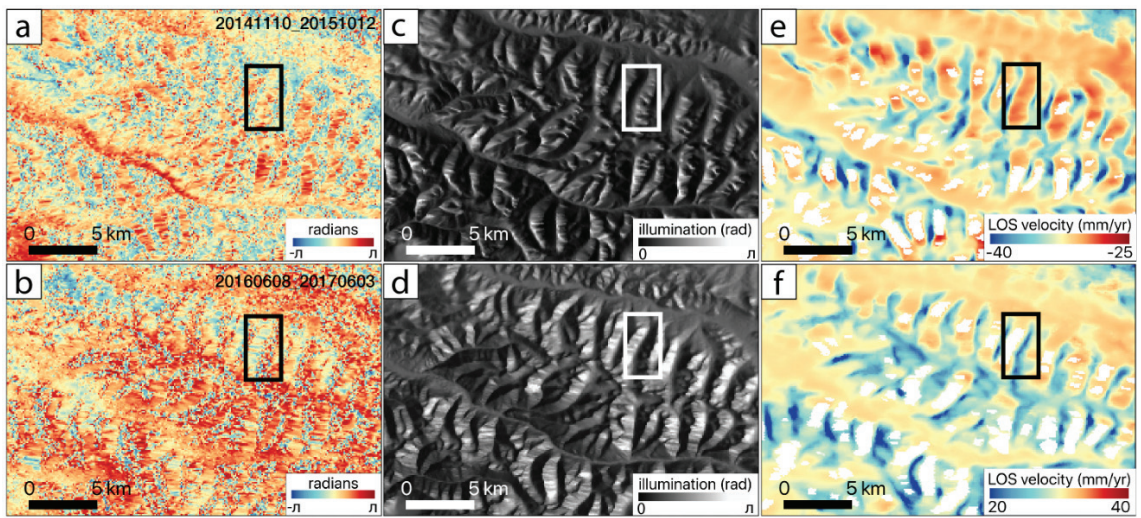 a
20141110_20151012
radians
-л л
0 5 km
c
illumination (rad)
0 л
0 5 km
e
LOS velocity (mm/yr)
-40 -25
0 5 km
b
20160608_20170603
radians
-л л
0 5 km
d
illumination (rad)
0 л
0 5 km
f
LOS velocity (mm/yr)
20 40
0 5 km